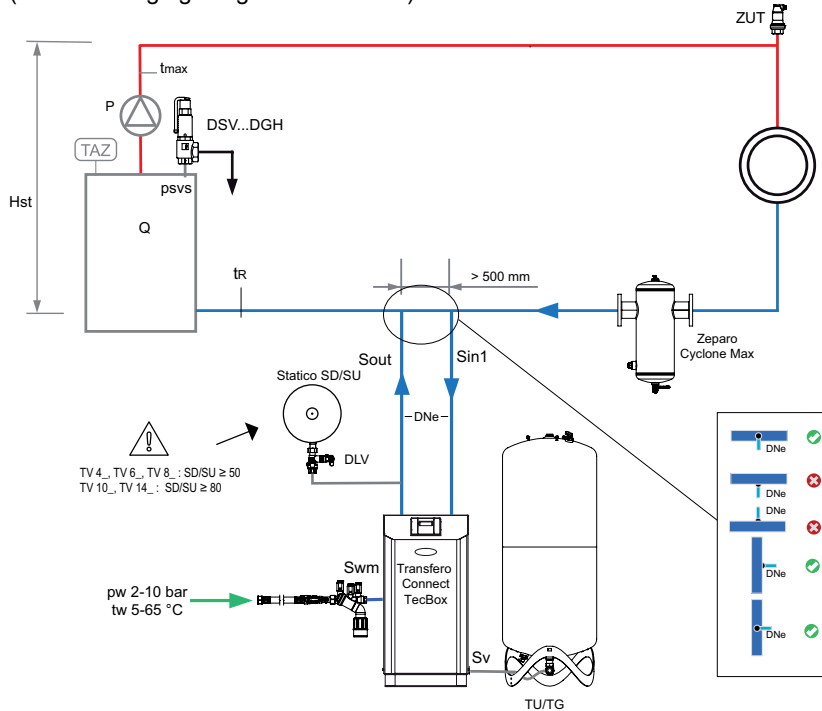 ZUT
tmax
P
DSV...DGH
TAZ
psvs
Hst
Q
tR
> 500 mm
Zeparo
Cyclone Max
Sout
Sin1
Statico SD/SU
DNe
DLV
TV 4_, TV 6_, TV 8_ : SD/SU ≥ 50
TV 10_, TV 14_ : SD/SU ≥ 80
DNe
DNe
DNe
DNe
DNe
Swm
Transfero
Connect
TecBox
pw 2-10 bar
tw 5-65 °C
Sv
TU/TG